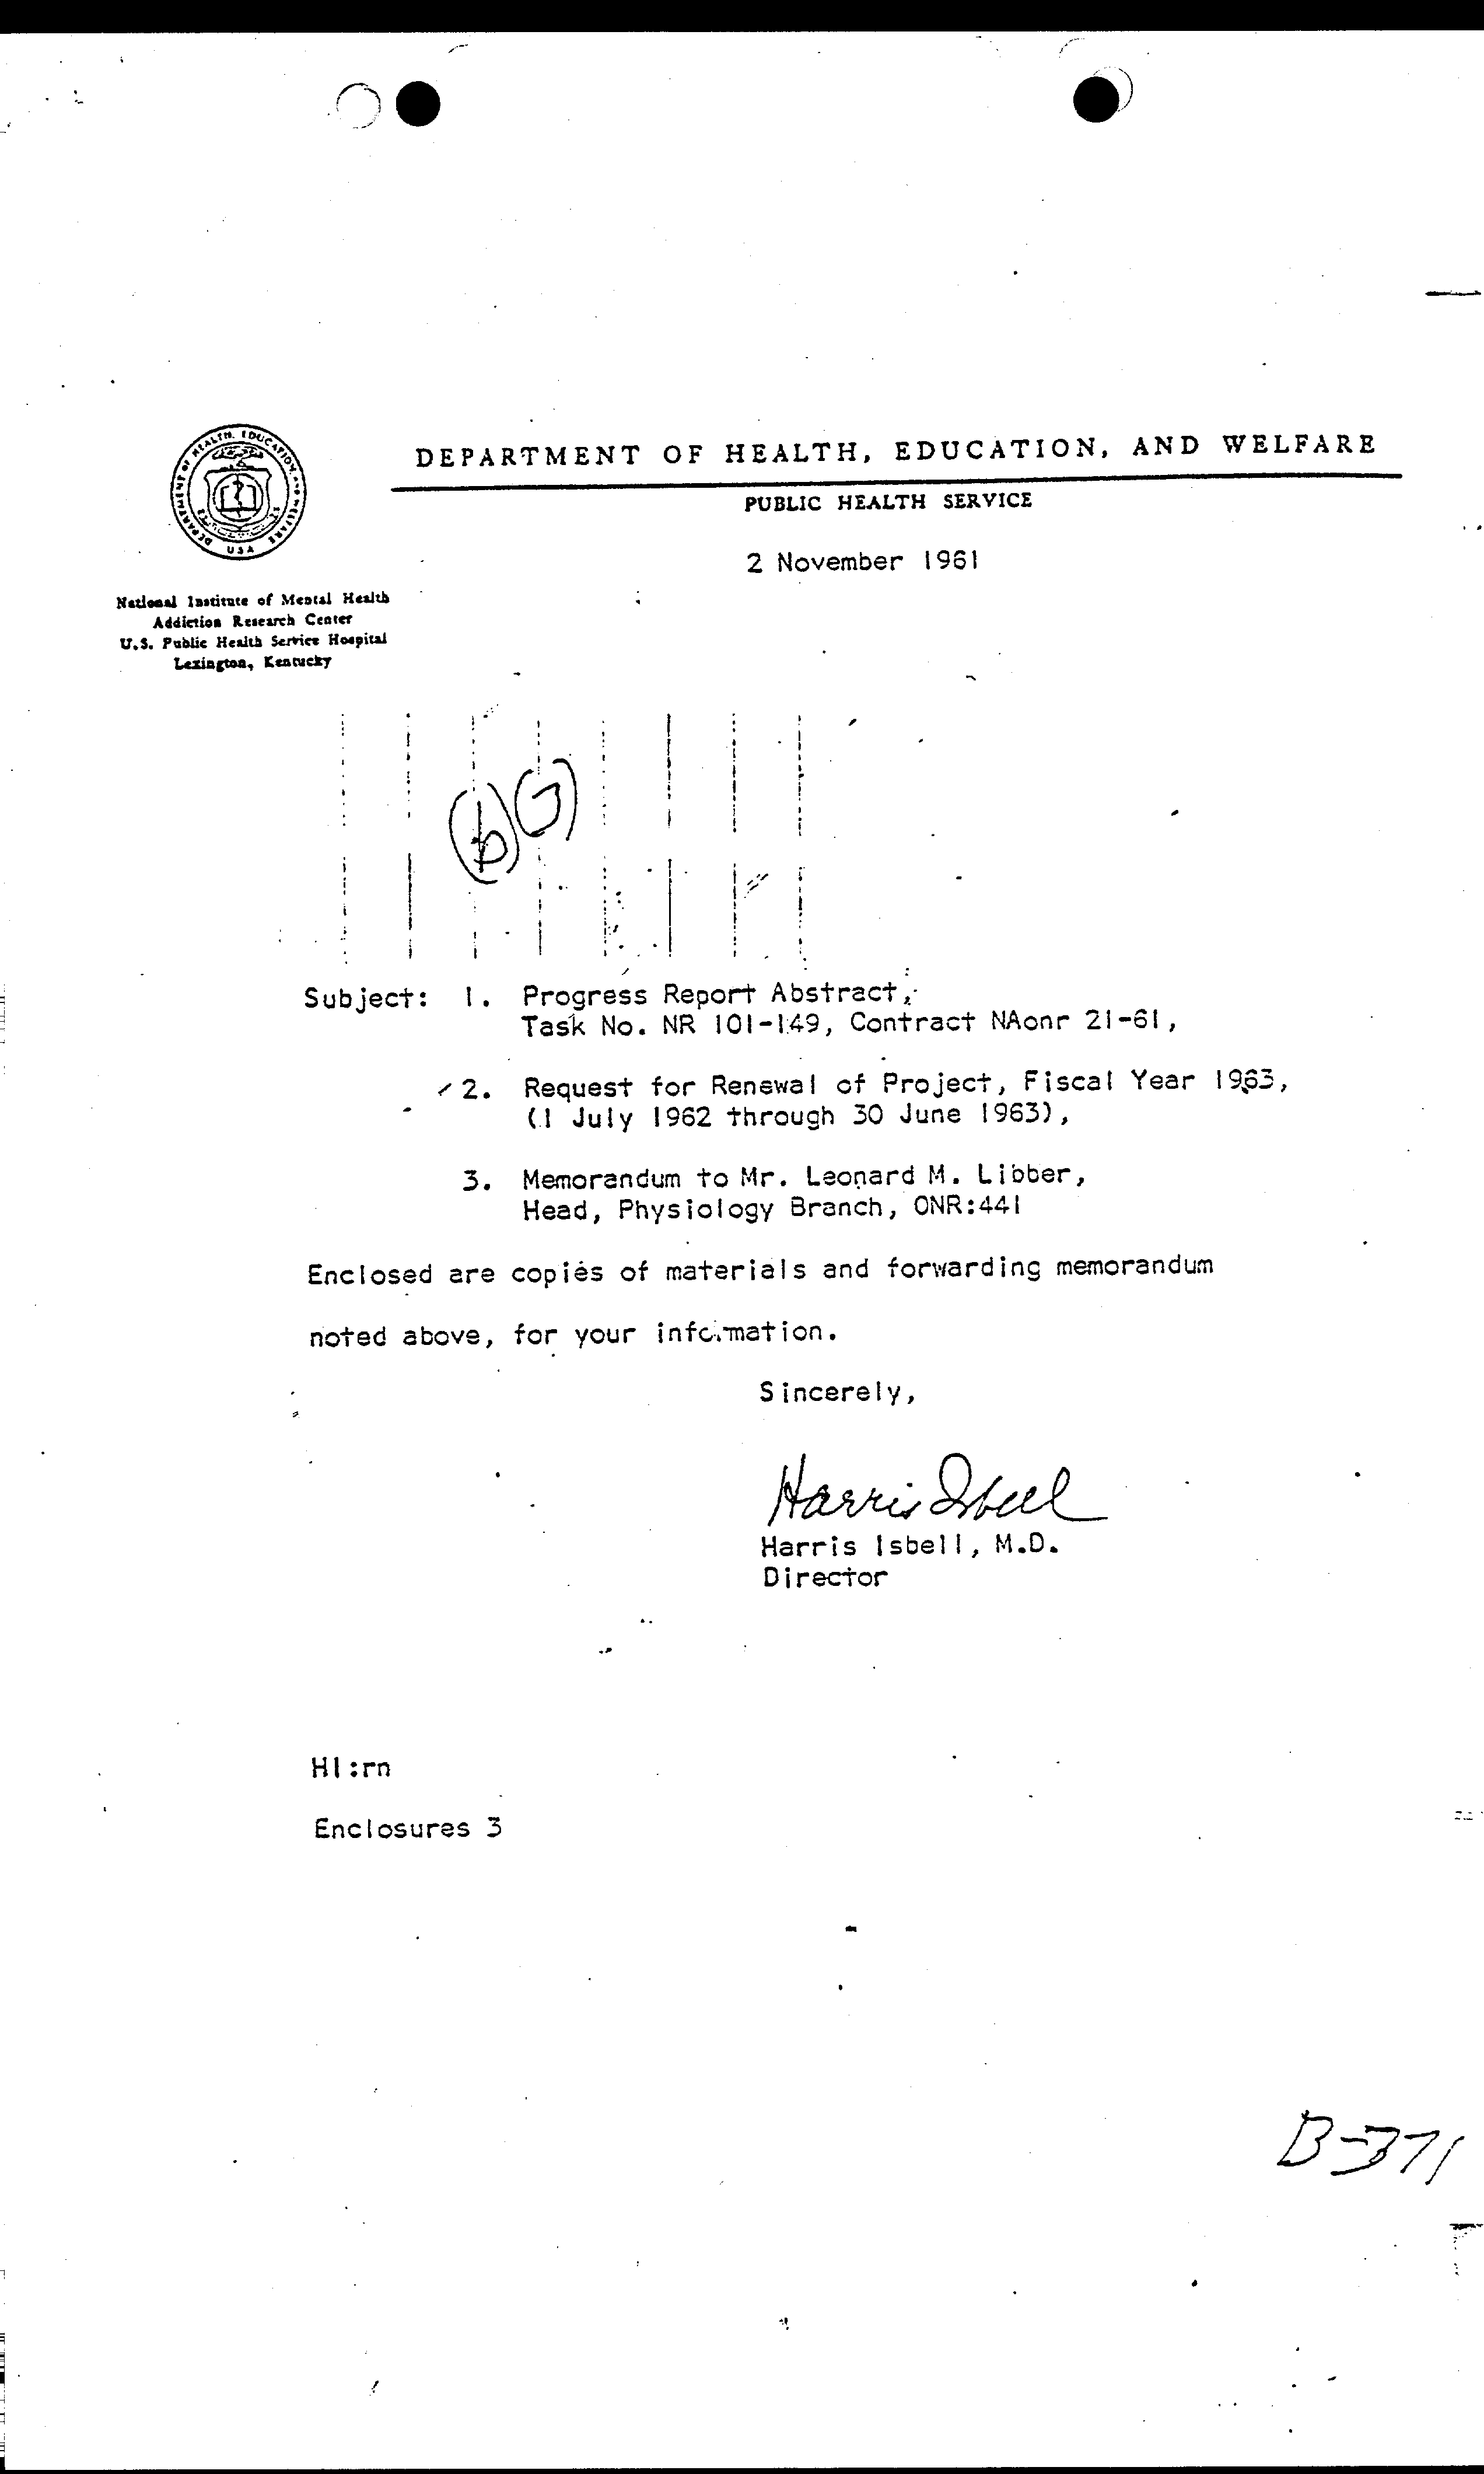 DEPARTMENT OF HEALTH, EDUCATION, AND WELFARE
USA
DEPARTMENT OF HEALTH, EDUCATION, AND WELFARE
PUBLIC HEALTH SERVICE
2 November 1961
National Institute of Mental Health
Addiction Research Center
U.S. Public Health Service Hospital
Lexington, Kentucky
(b)(7)
Subject: 1. Progress Report Abstract,
Task No. NR 101-149, Contract NAonr 21-61,
2. Request for Renewal of Project, Fiscal Year 1963,
(1 July 1962 through 30 June 1963),
3. Memorandum to Mr. Leonard M. Libber,
Head, Physiology Branch, ONR:441
Enclosed are copies of materials and forwarding memorandum
noted above, for your information.
Sincerely,
Harris Isbell
Harris Isbell, M.D.
Director
HI:rn
Enclosures 3
B-371